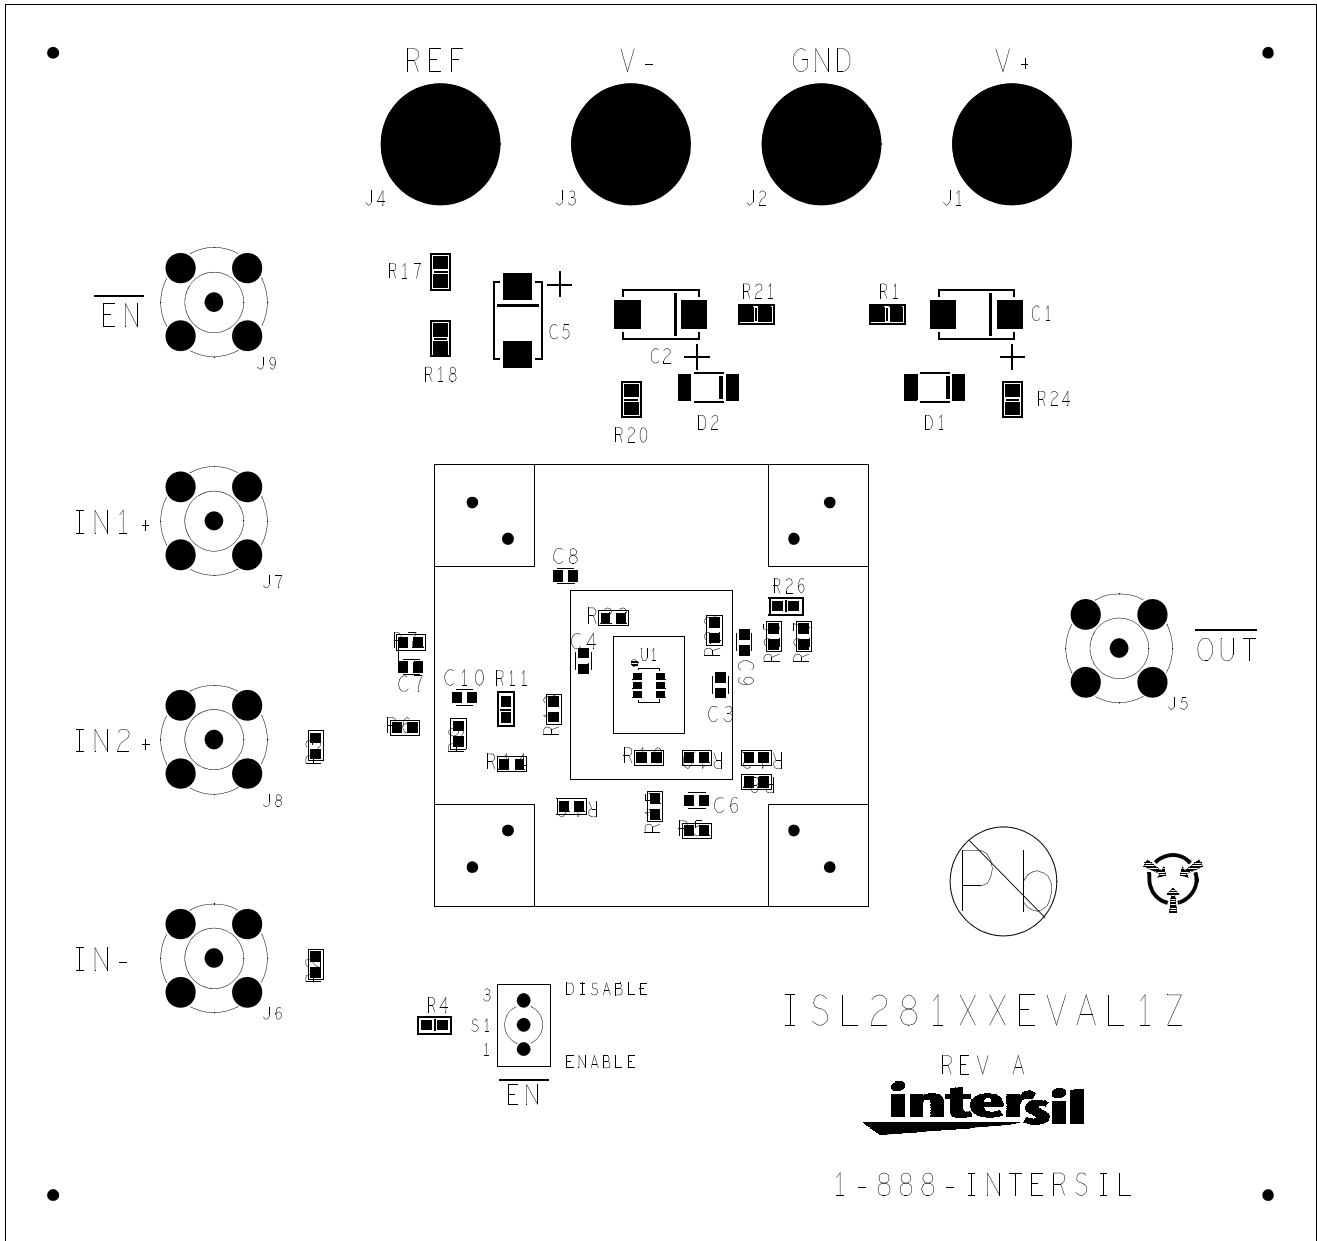 REF
V-
GND
V+
J4
J3
J2
J1
R17
R21
R1
EN
C1
C5
C2
J9
R18
R24
D2
D1
R20
IN1+
C8
J7
R26
C4
U1
OUT
C9
C7
C10
R11
J5
C3
IN2+
J8
C6
Pb
IN-
DISABLE
3
R4
J6
S1
1
ENABLE
EN
ISL281XXEVAL1Z
REV A
intersil
1-888-INTERSIL